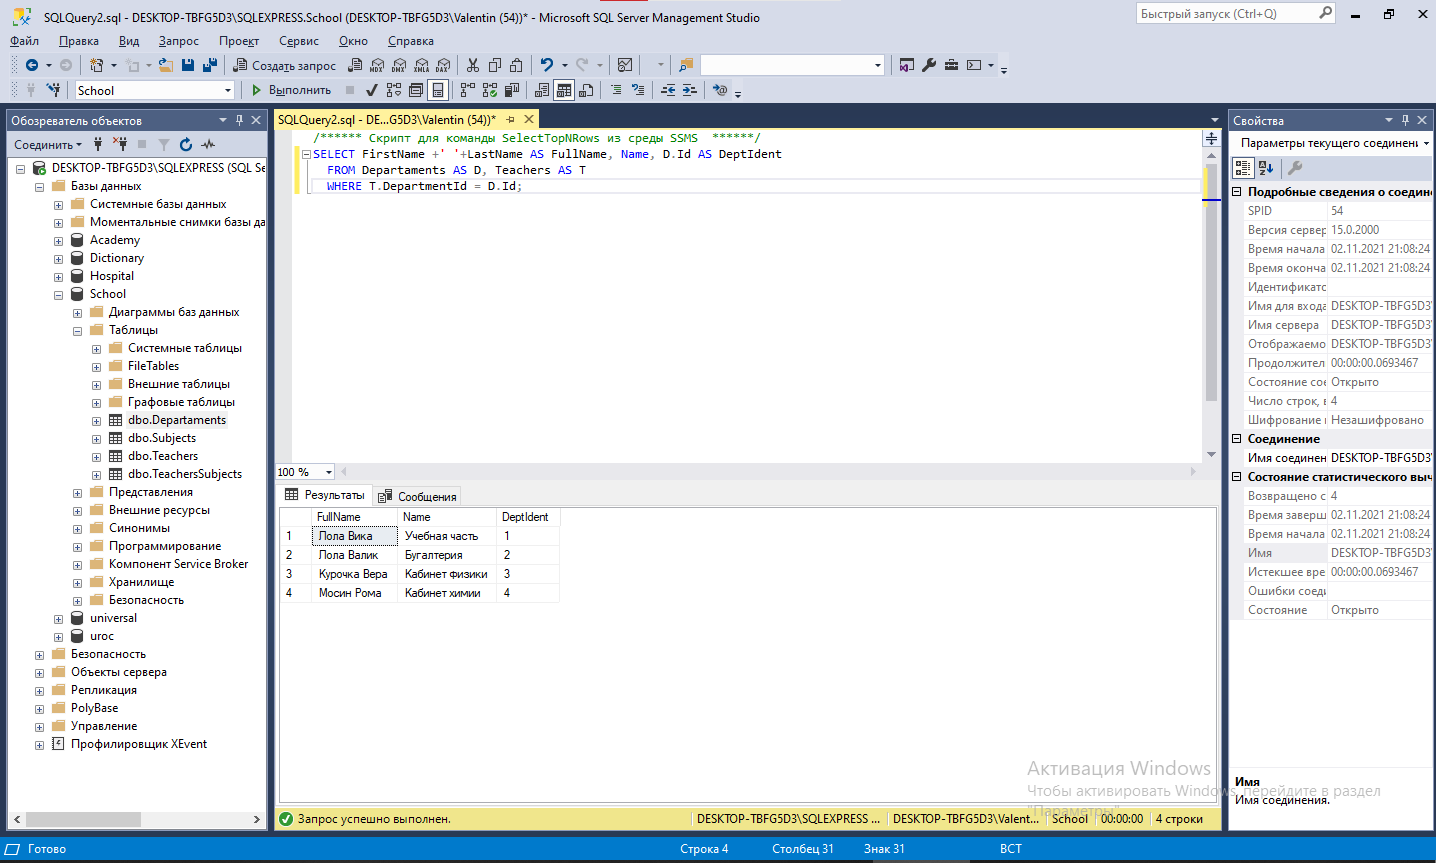 SQLQuery2.sql - DESKTOP-TBFG5D3\SQLEXPRESS.School (DESKTOP-TBFG5D3\Valentin (54))* - Microsoft SQL Server Management Studio
Быстрый запуск (Ctrl+Q)
Файл Правка Вид Запрос Проект Сервис Окно Справка
Создать запрос MDX DMX XMLA DAX
School Выполнить
Обозреватель объектов
Соединить
DESKTOP-TBFG5D3\SQLEXPRESS (SQL Se
Базы данных
Системные базы данных
Моментальные снимки базы да
Academy
Dictionary
Hospital
School
Диаграммы баз данных
Таблицы
Системные таблицы
FileTables
Внешние таблицы
Графовые таблицы
dbo.Departaments
dbo.Subjects
dbo.Teachers
dbo.TeachersSubjects
Представления
Внешние ресурсы
Синонимы
Программирование
Компонент Service Broker
Хранилище
Безопасность
universal
uroc
Безопасность
Объекты сервера
Репликация
PolyBase
Управление
Профилировщик XEvent
SQLQuery2.sql - DE...G5D3\Valentin (54))*
/****** Скрипт для команды SelectTopNRows из среды SSMS ******/
SELECT FirstName +' '+LastName AS FullName, Name, D.Id AS DeptIdent
FROM Departaments AS D, Teachers AS T
WHERE T.DepartmentId = D.Id;
100 %
Результаты Сообщения
FullName Name DeptIdent
1 Лола Вика Учебная часть 1
2 Лола Валик Бугалтерия 2
3 Курочка Вера Кабинет физики 3
4 Мосин Рома Кабинет химии 4
Запрос успешно выполнен. DESKTOP-TBFG5D3\SQLEXPRESS ... DESKTOP-TBFG5D3\Valent... School 00:00:00 4 строки
Свойства
Параметры текущего соединени
Подробные сведения о соедин
SPID 54
Версия сервер 15.0.2000
Время начала 02.11.2021 21:08:24
Время оконча 02.11.2021 21:08:24
Идентификато
Имя для входа DESKTOP-TBFG5D3\
Имя сервера DESKTOP-TBFG5D3\
Отображаемо DESKTOP-TBFG5D3\
Продолжител 00:00:00.0693467
Состояние сое Открыто
Число строк, в 4
Шифрование Незашифровано
Соединение
Имя соединен DESKTOP-TBFG5D3\
Состояние статистического выч
Возвращено с 4
Время заверш 02.11.2021 21:08:24
Время начала 02.11.2021 21:08:24
Имя DESKTOP-TBFG5D3\
Истекшее вре 00:00:00.0693467
Ошибки соеди
Состояние Открыто
Имя
Имя соединения.
Активация Windows
Чтобы активировать Windows, перейдите в раздел
"Параметры".
Готово Строка 4 Столбец 31 Знак 31 ВСТ